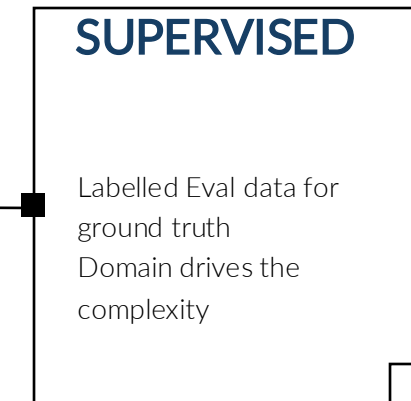 SUPERVISED
Labelled Eval data for
ground truth
Domain drives the
complexity